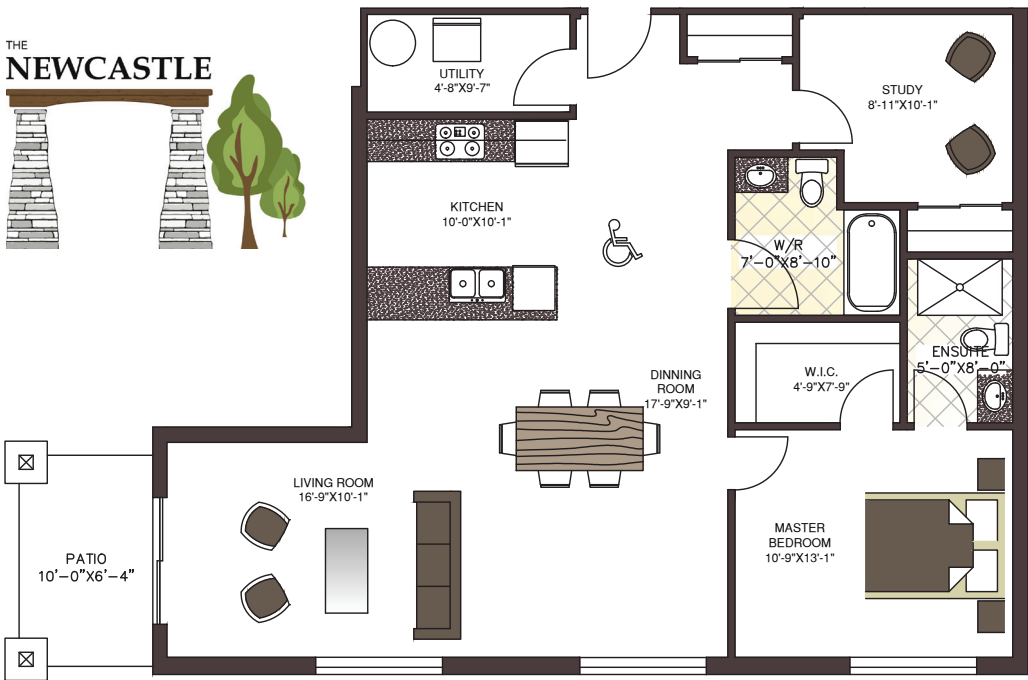 THE
NEWCASTLE
UTILITY
4'-8"X9'-7"
STUDY
8'-11"X10'-1"
KITCHEN
10'-0"X10'-1"
W/R
7'-0"X8'-10"
ENSUITE
5'-0"X8'-0"
W.I.C.
4'-9"X7'-9"
DINNING
ROOM
17'-9"X9'-1"
LIVING ROOM
16'-9"X10'-1"
MASTER
BEDROOM
10'-9"X13'-1"
PATIO
10'-0"X6'-4"